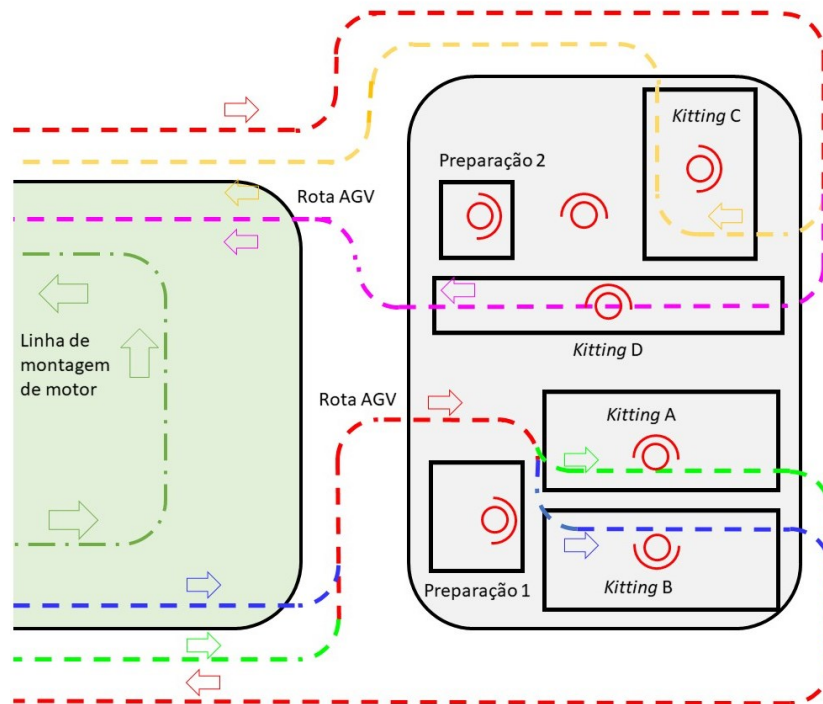 Kitting C
Preparação 2
Rota AGV
Linha de
montagem
de motor
Kitting D
Rota AGV
Kitting A
Preparação 1
Kitting B